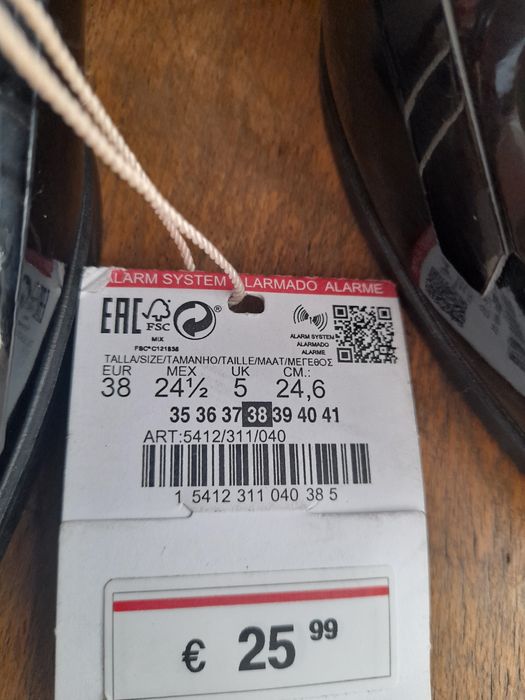 ALARM SYSTEM ALARMADO ALARME
EAC FSC
MIX
FSC® C121836
ALARM SYSTEM
ALARMADO
ALARME
TALLA/SIZE/TAMANHO/TAILLE/MAAT/ΜΕΓΕΘΟΣ
EUR MEX UK CM.:
38 24½ 5 24,6
35 36 37 38 39 40 41
ART:5412/311/040
1 5412 311 040 38 5
€ 25 99